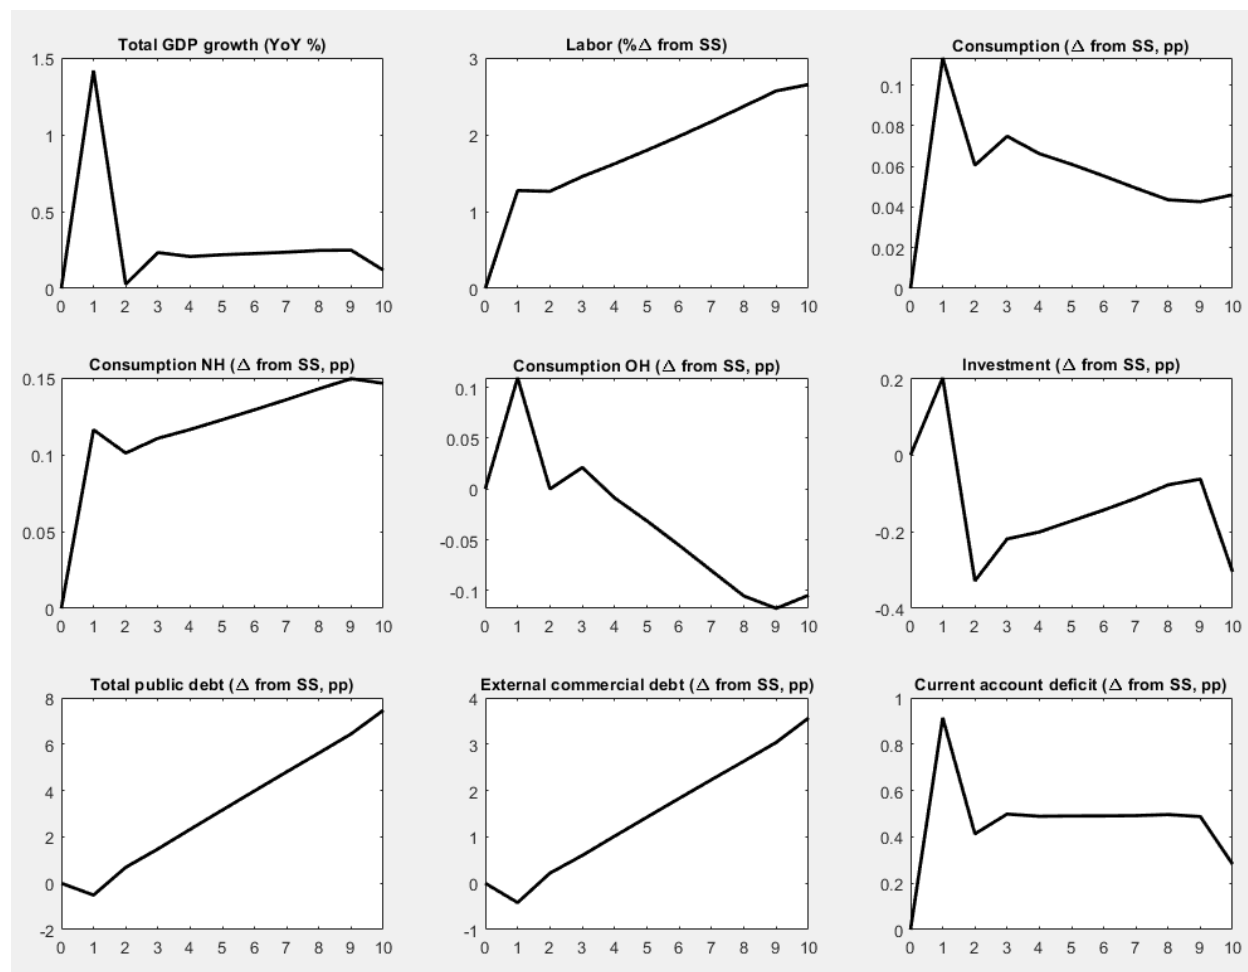 Total GDP growth (YoY %)
1.5
1
0.5
0
0 1 2 3 4 5 6 7 8 9 10
Labor (%Δ from SS)
3
2
1
0
0 1 2 3 4 5 6 7 8 9 10
Consumption (Δ from SS, pp)
0.1
0.08
0.06
0.04
0.02
0
0 1 2 3 4 5 6 7 8 9 10
Consumption NH (Δ from SS, pp)
0.15
0.1
0.05
0
0 1 2 3 4 5 6 7 8 9 10
Consumption OH (Δ from SS, pp)
0.1
0.05
0
-0.05
-0.1
0 1 2 3 4 5 6 7 8 9 10
Investment (Δ from SS, pp)
0.2
0
-0.2
-0.4
0 1 2 3 4 5 6 7 8 9 10
Total public debt (Δ from SS, pp)
8
6
4
2
0
-2
0 1 2 3 4 5 6 7 8 9 10
External commercial debt (Δ from SS, pp)
4
3
2
1
0
-1
0 1 2 3 4 5 6 7 8 9 10
Current account deficit (Δ from SS, pp)
1
0.8
0.6
0.4
0.2
0
0 1 2 3 4 5 6 7 8 9 10